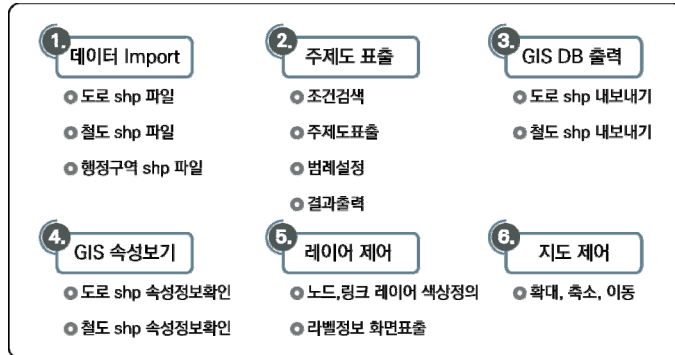 1. 데이터 Import
도로 shp 파일
철도 shp 파일
행정구역 shp 파일
2. 주제도 표출
조건검색
주제도표출
범례설정
결과출력
3. GIS DB 출력
도로 shp 내보내기
철도 shp 내보내기
4. GIS 속성보기
도로 shp 속성정보확인
철도 shp 속성정보확인
5. 레이어 제어
노드,링크 레이어 색상정의
라벨정보 화면표출
6. 지도 제어
확대, 축소, 이동